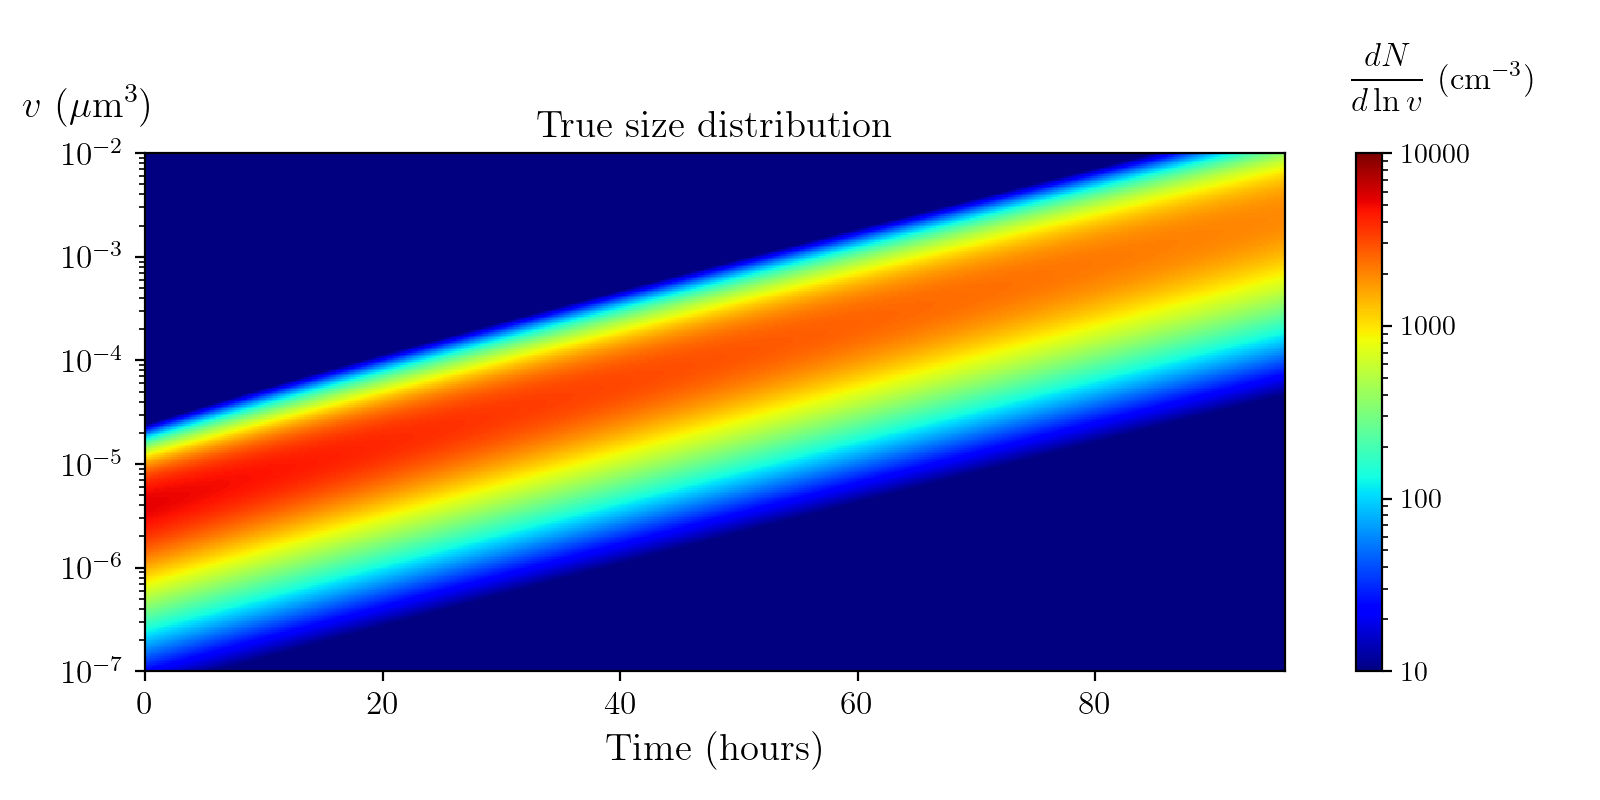 dN
d ln v (cm⁻³)
v (μm³)
True size distribution
10⁻²
10⁻³
10⁻⁴
10⁻⁵
10⁻⁶
10⁻⁷
0 20 40 60 80
Time (hours)
10000
1000
100
10